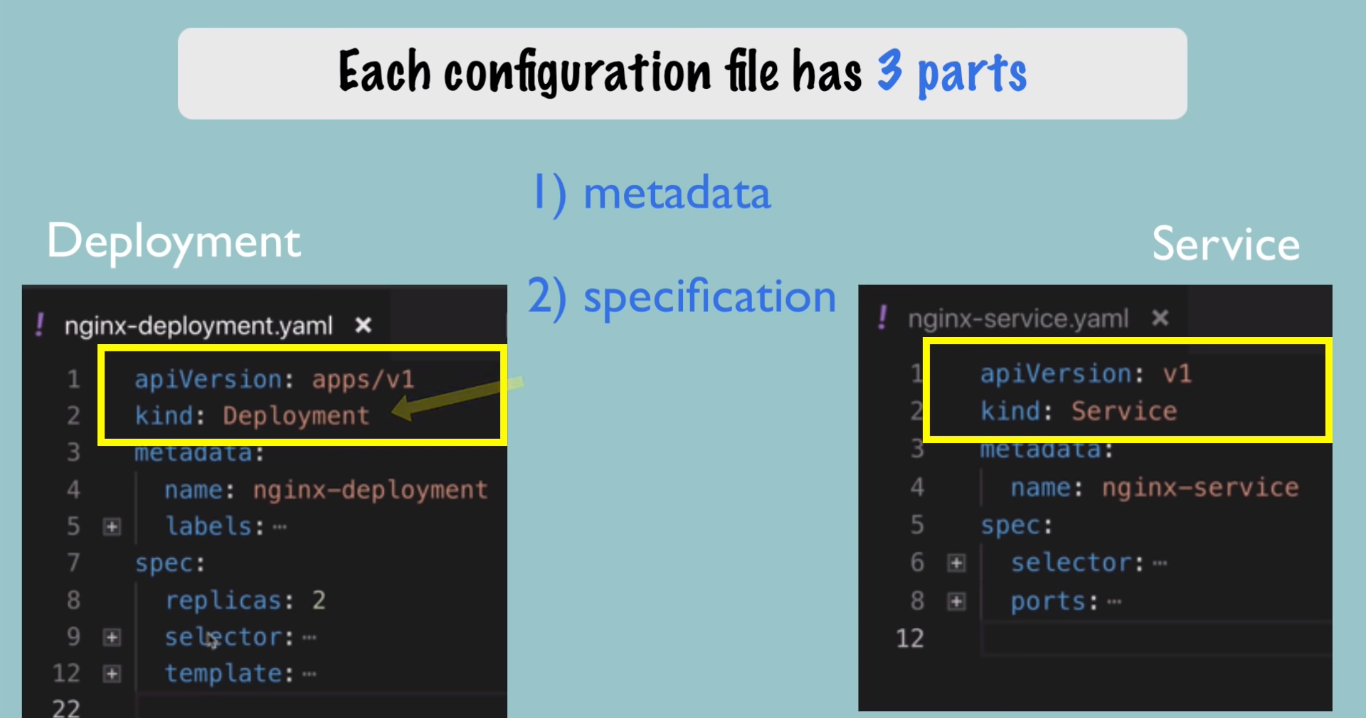 Each configuration file has 3 parts
1) metadata
2) specification
Deployment
! nginx-deployment.yaml ×
1 apiVersion: apps/v1
2 kind: Deployment
3 metadata:
4 name: nginx-deployment
5 labels:…
7 spec:
8 replicas: 2
9 selector:…
12 template:…
22
Service
! nginx-service.yaml ×
1 apiVersion: v1
2 kind: Service
3 metadata:
4 name: nginx-service
5 spec:
6 selector:…
8 ports:…
12